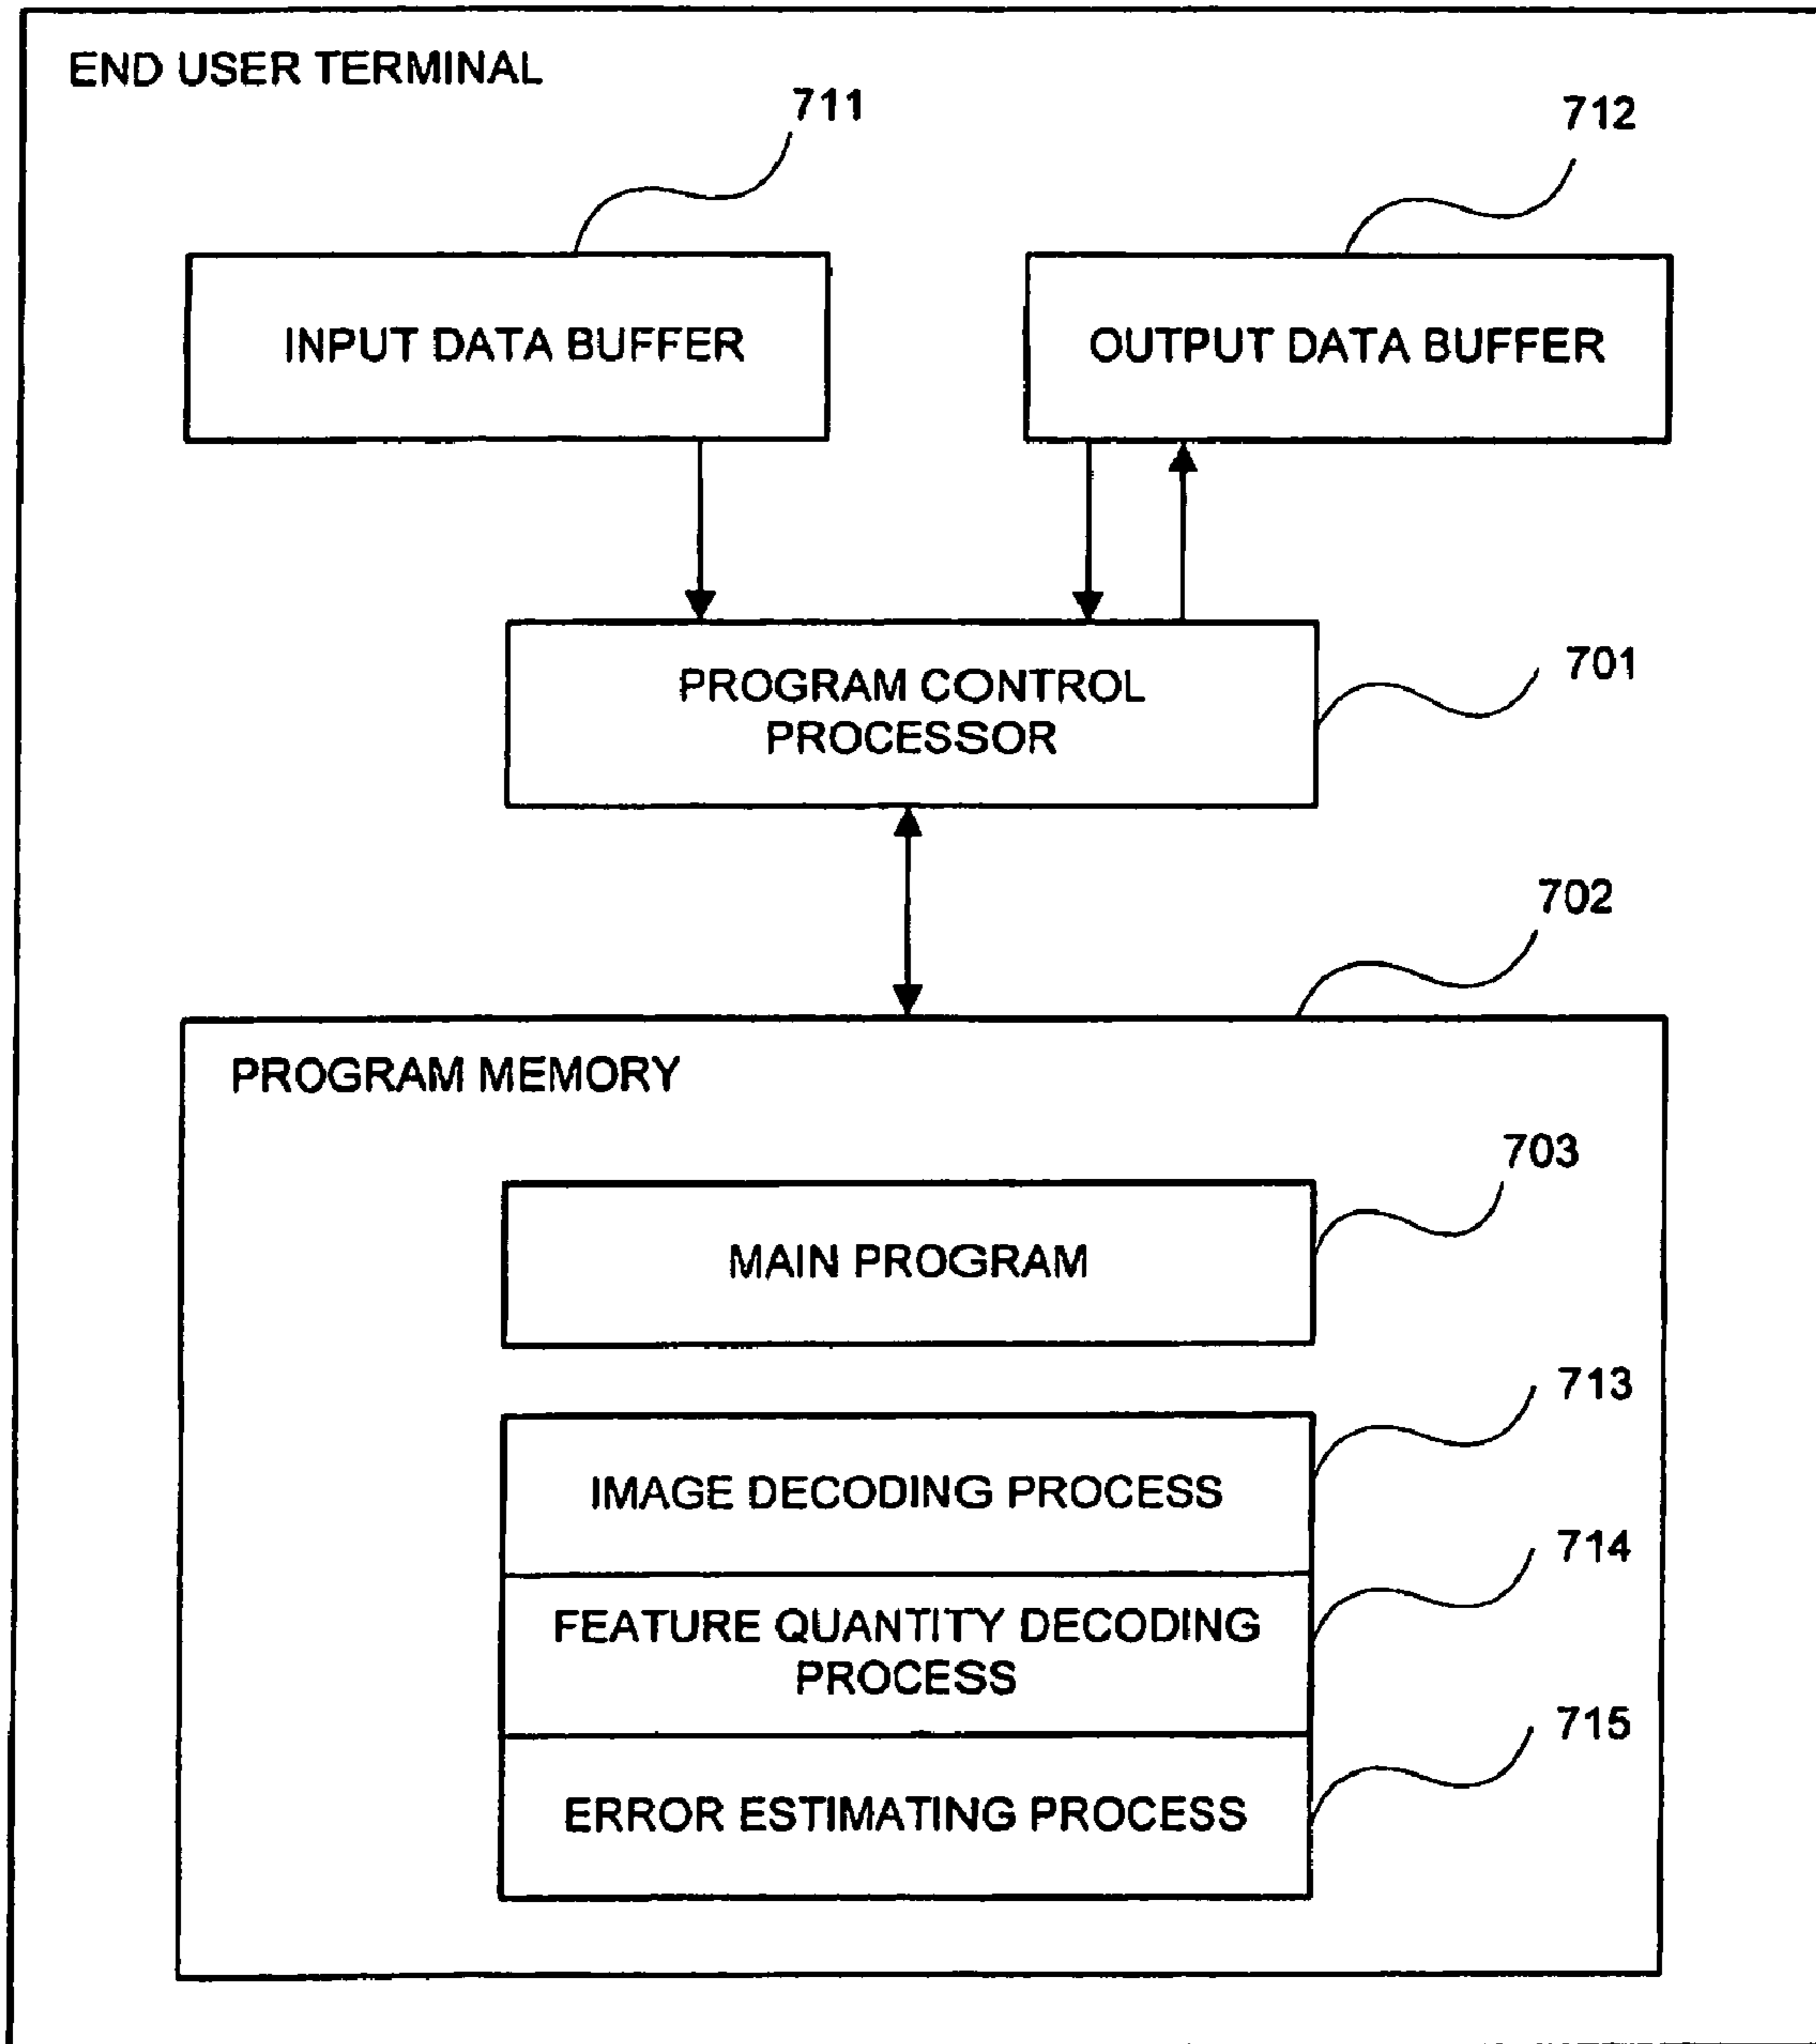 END USER TERMINAL
711
712
INPUT DATA BUFFER
OUTPUT DATA BUFFER
PROGRAM CONTROL
PROCESSOR
701
702
PROGRAM MEMORY
703
MAIN PROGRAM
713
IMAGE DECODING PROCESS
714
FEATURE QUANTITY DECODING
PROCESS
715
ERROR ESTIMATING PROCESS